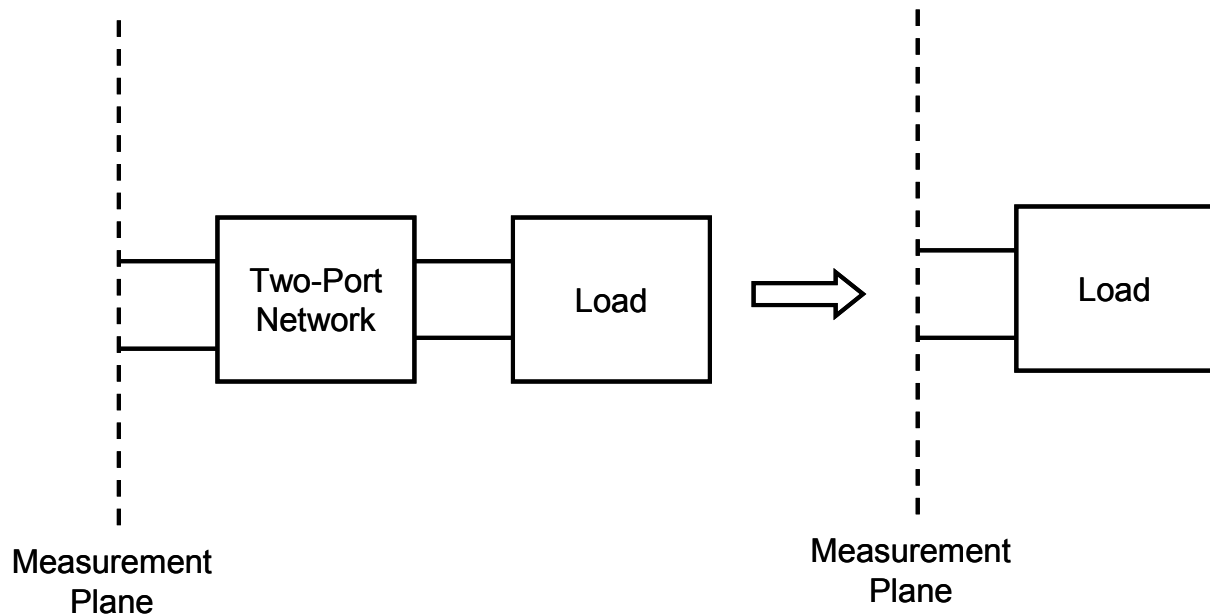 Two-Port
Network
Load
Load
Measurement
Plane
Measurement
Plane